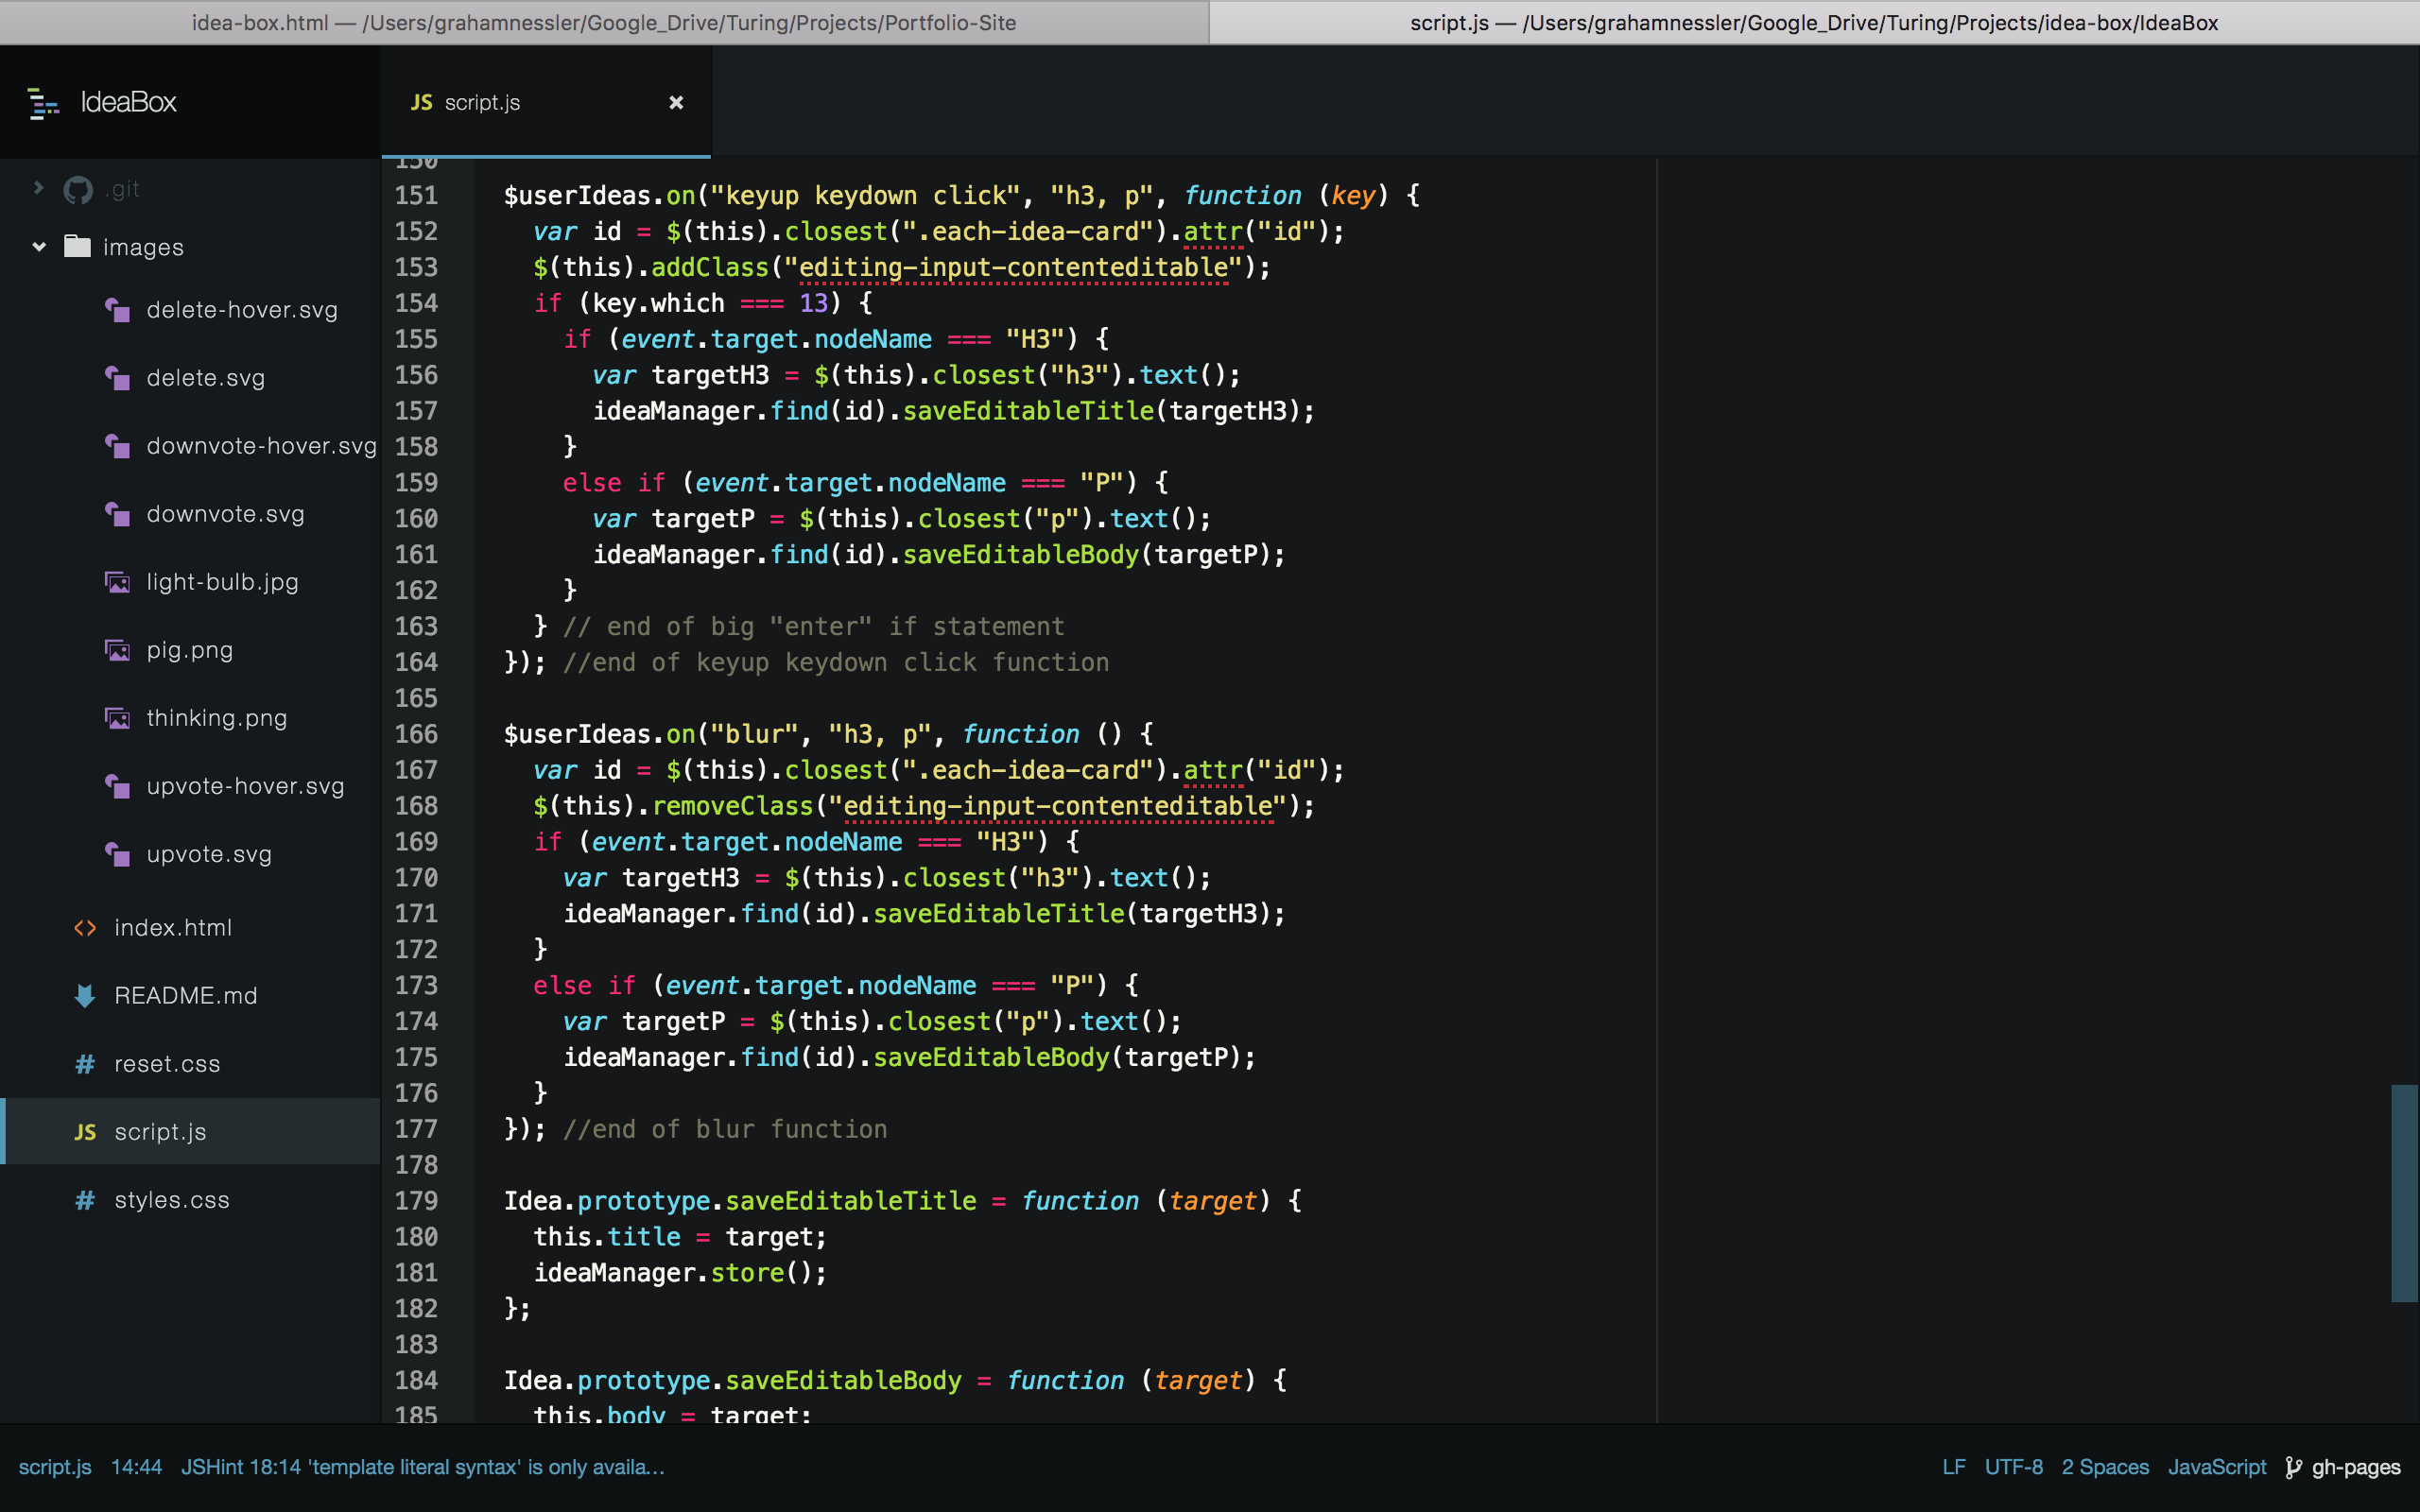 idea-box.html — /Users/grahamnessler/Google_Drive/Turing/Projects/Portfolio-Site
script.js — /Users/grahamnessler/Google_Drive/Turing/Projects/idea-box/IdeaBox
IdeaBox
JS script.js
.git
images
delete-hover.svg
delete.svg
downvote-hover.svg
downvote.svg
light-bulb.jpg
pig.png
thinking.png
upvote-hover.svg
upvote.svg
index.html
README.md
reset.css
JS script.js
styles.css
150
151 $userIdeas.on("keyup keydown click", "h3, p", function (key) {
152 var id = $(this).closest(".each-idea-card").attr("id");
153 $(this).addClass("editing-input-contenteditable");
154 if (key.which === 13) {
155 if (event.target.nodeName === "H3") {
156 var targetH3 = $(this).closest("h3").text();
157 ideaManager.find(id).saveEditableTitle(targetH3);
158 }
159 else if (event.target.nodeName === "P") {
160 var targetP = $(this).closest("p").text();
161 ideaManager.find(id).saveEditableBody(targetP);
162 }
163 } // end of big "enter" if statement
164 }); //end of keyup keydown click function
165
166 $userIdeas.on("blur", "h3, p", function () {
167 var id = $(this).closest(".each-idea-card").attr("id");
168 $(this).removeClass("editing-input-contenteditable");
169 if (event.target.nodeName === "H3") {
170 var targetH3 = $(this).closest("h3").text();
171 ideaManager.find(id).saveEditableTitle(targetH3);
172 }
173 else if (event.target.nodeName === "P") {
174 var targetP = $(this).closest("p").text();
175 ideaManager.find(id).saveEditableBody(targetP);
176 }
177 }); //end of blur function
178
179 Idea.prototype.saveEditableTitle = function (target) {
180 this.title = target;
181 ideaManager.store();
182 };
183
184 Idea.prototype.saveEditableBody = function (target) {
185 this.body = target;
script.js 14:44 JSHint 18:14 'template literal syntax' is only availa...
LF UTF-8 2 Spaces JavaScript gh-pages